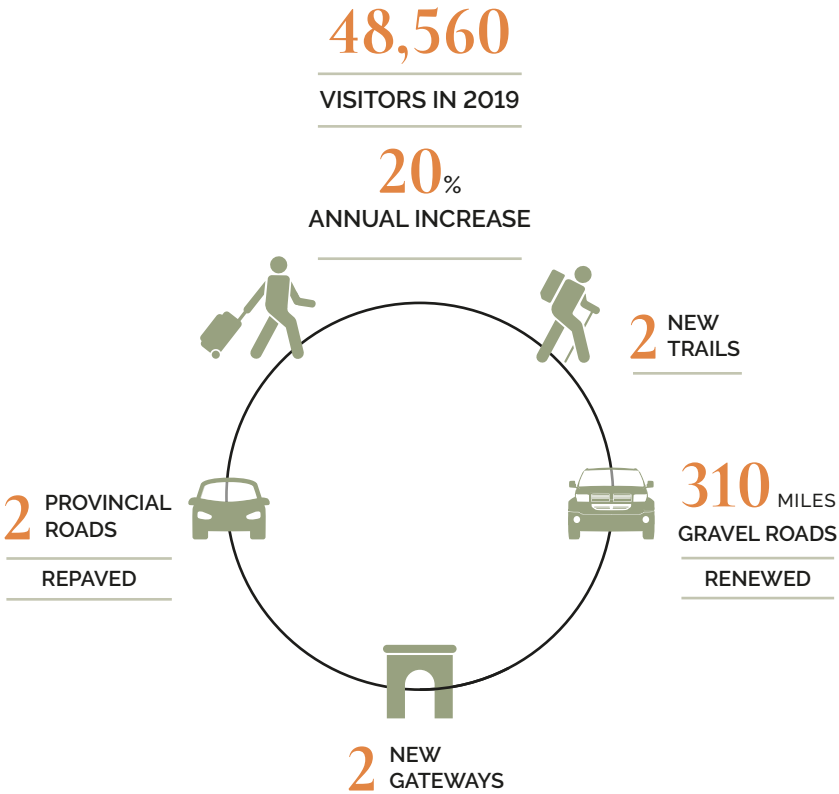 48,560
VISITORS IN 2019
20%
ANNUAL INCREASE
2 NEW
TRAILS
2 PROVINCIAL
ROADS
REPAVED
310 MILES
GRAVEL ROADS
RENEWED
2 NEW
GATEWAYS